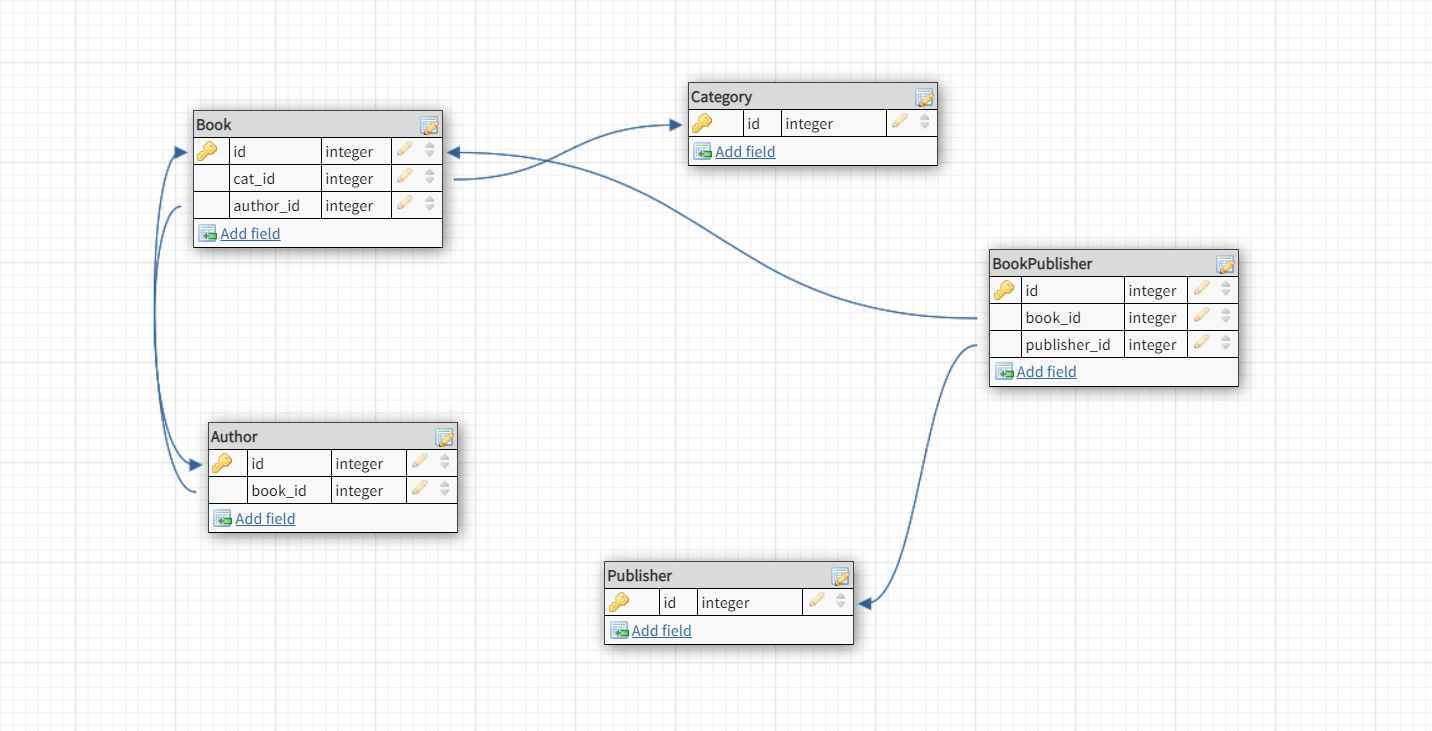 Book
id integer
cat_id integer
author_id integer
Add field
Category
id integer
Add field
BookPublisher
id integer
book_id integer
publisher_id integer
Add field
Author
id integer
book_id integer
Add field
Publisher
id integer
Add field